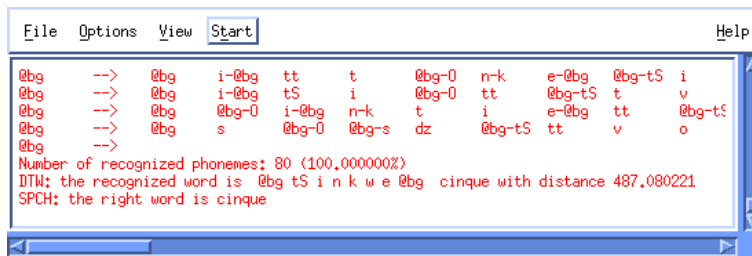 File Options View Start Help
@bg --> @bg i-@bg tt t @bg-O n-k e-@bg @bg-tS i
@bg --> @bg i-@bg tS i @bg-O tt @bg-tS t v
@bg --> @bg @bg-O i-@bg n-k t i e-@bg tt @bg-tS
@bg --> @bg s @bg-O @bg-s dz @bg-tS tt v o
@bg -->
Number of recognized phonemes: 80 (100.000000%)
DTW: the recognized word is @bg tS i n k w e @bg cinque with distance 487.080221
SPCH: the right word is cinque